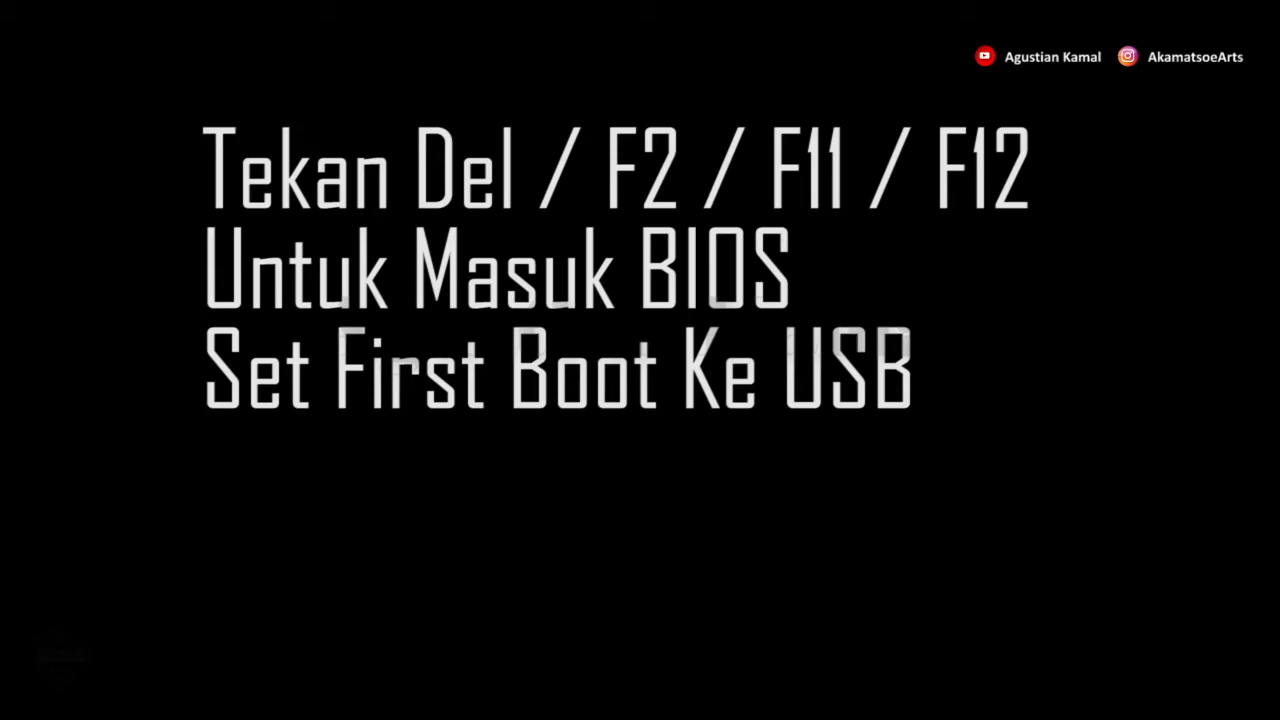 Agustian Kamal AkamatsoeArts
Tekan Del / F2 / F11 / F12
Untuk Masuk BIOS
Set First Boot Ke USB